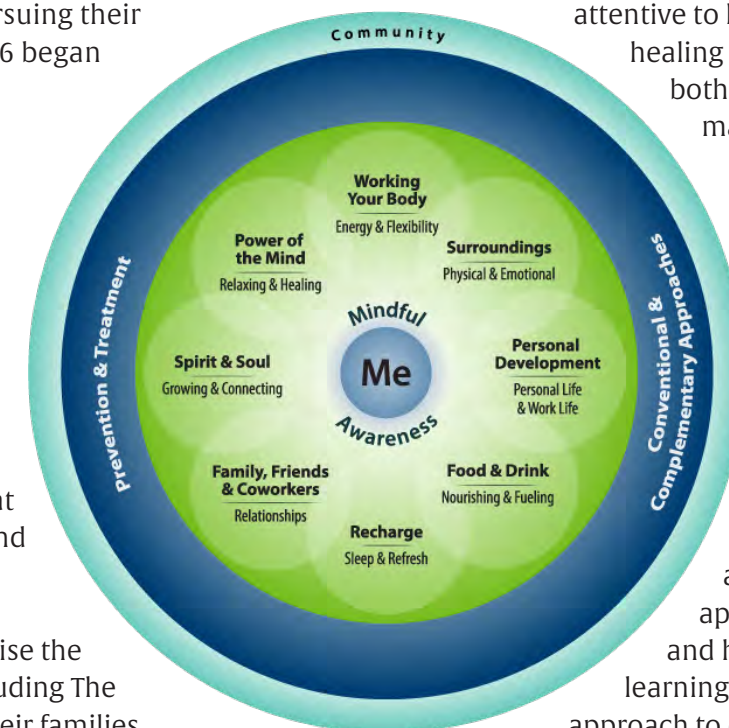 rsuing their
6 began
attentive to
healing
both
ma
Community
Working
Your Body
Energy & Flexibility
Power of
the Mind
Relaxing & Healing
Surroundings
Physical & Emotional
Prevention & Treatment
Conventional &
Complementary Approaches
Spirit & Soul
Growing & Connecting
Mindful
Me
Awareness
Personal
Development
Personal Life
& Work Life
Family, Friends
& Coworkers
Relationships
Food & Drink
Nourishing & Fueling
Recharge
Sleep & Refresh
at
nd
ise the
uding The
eir families
a
ap
and h
learning
approach to